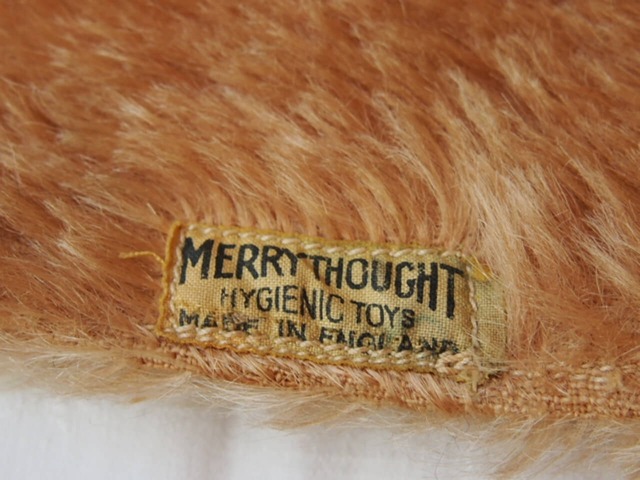 MERRYTHOUGHT
HYGIENIC TOYS
MADE IN ENGLAND